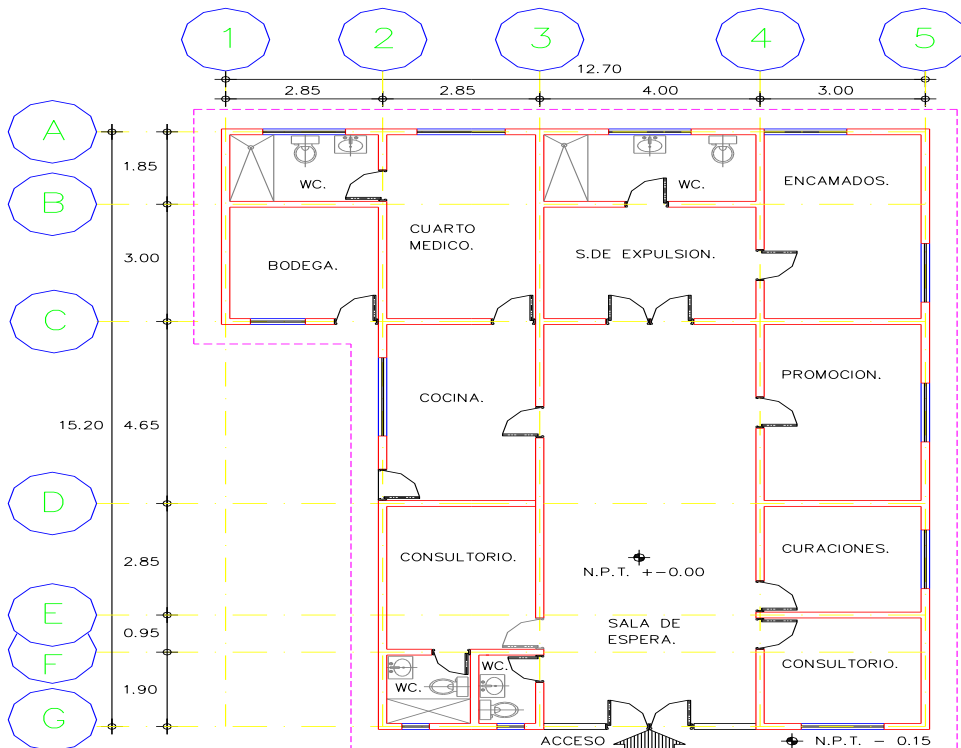 1 2 3 4 5
12.70
2.85 2.85 4.00 3.00
A
1.85
WC.
WC.
ENCAMADOS.
B
CUARTO
MEDICO.
3.00
BODEGA.
S.DE EXPULSION.
C
PROMOCION.
COCINA.
15.20 4.65
D
CONSULTORIO.
CURACIONES.
2.85
N.P.T. +-0.00
E
0.95
SALA DE
ESPERA.
F
WC.
CONSULTORIO.
1.90
WC.
G
ACCESO
N.P.T. - 0.15